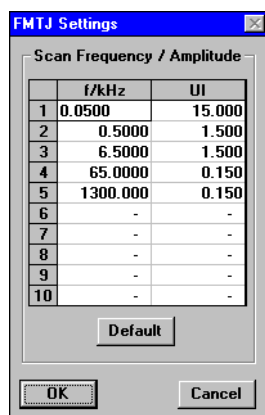 FMTJ Settings
Scan Frequency / Amplitude
f/kHz UI
1 0.0500 15.000
2 0.5000 1.500
3 6.5000 1.500
4 65.0000 0.150
5 1300.000 0.150
6 - -
7 - -
8 - -
9 - -
10 - -
Default
OK Cancel